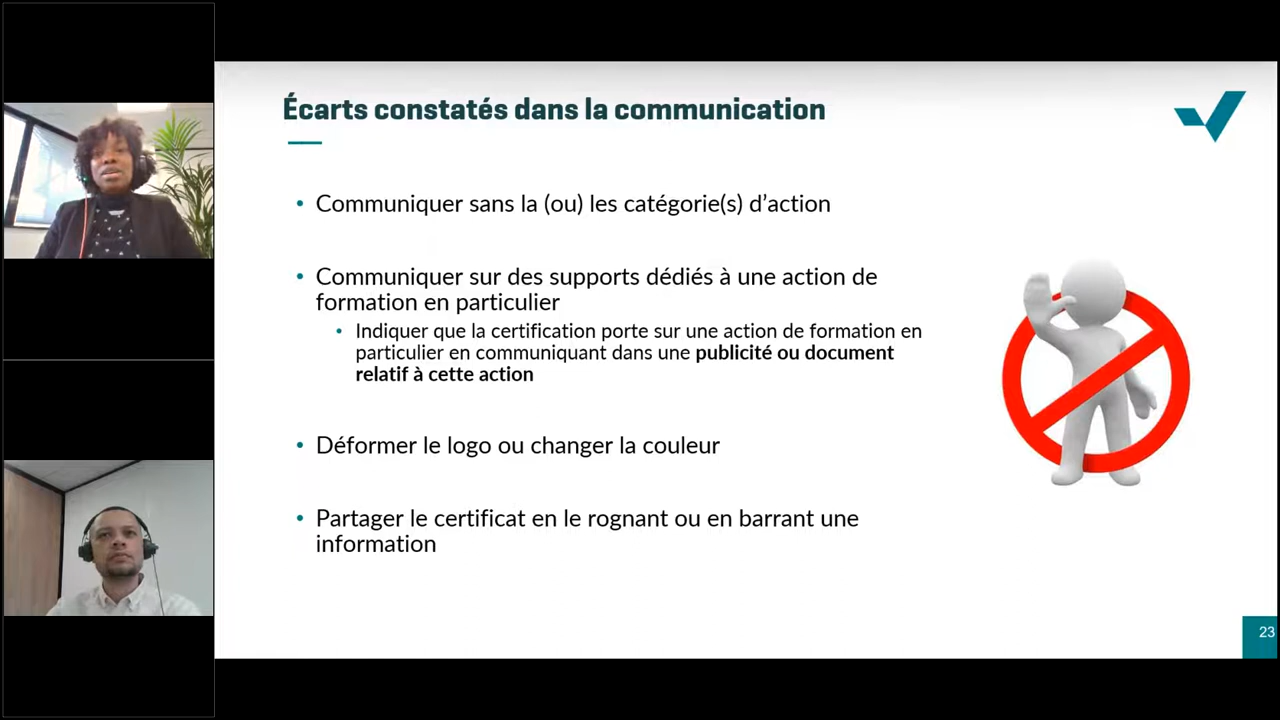 Écarts constatés dans la communication
• Communiquer sans la (ou) les catégorie(s) d’action
• Communiquer sur des supports dédiés à une action de
formation en particulier
• Indiquer que la certification porte sur une action de formation en
particulier en communiquant dans une publicité ou document
relatif à cette action
• Déformer le logo ou changer la couleur
• Partager le certificat en le rognant ou en barrant une
information
23